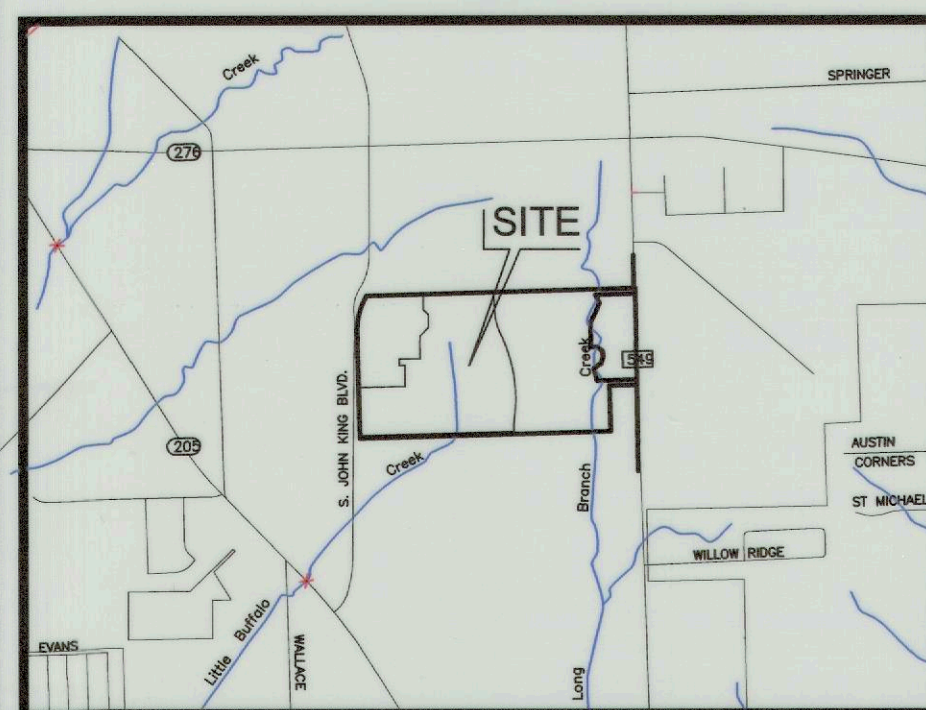 Creek
SPRINGER
276
SITE
Creek
549
S. JOHN KING BLVD.
205
Creek
AUSTIN
CORNERS
Branch
ST MICHAEL
WILLOW RIDGE
Little Buffalo
EVANS
WALLACE
Long